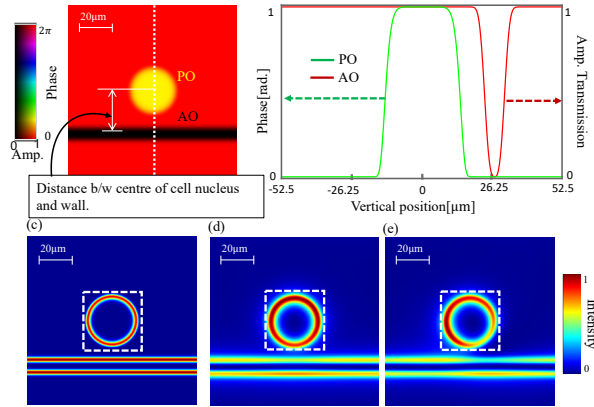 20μm
2π
Phase
0
0 1
Amp.
PO
AO
Distance b/w centre of cell nucleus
and wall.
1
Phase[rad.]
0
PO
AO
1
Amp. Transmission
0
-52.5 -26.25 0 26.25 52.5
Vertical position[μm]
(c)
20μm
(d)
20μm
(e)
20μm
1
intensity
0